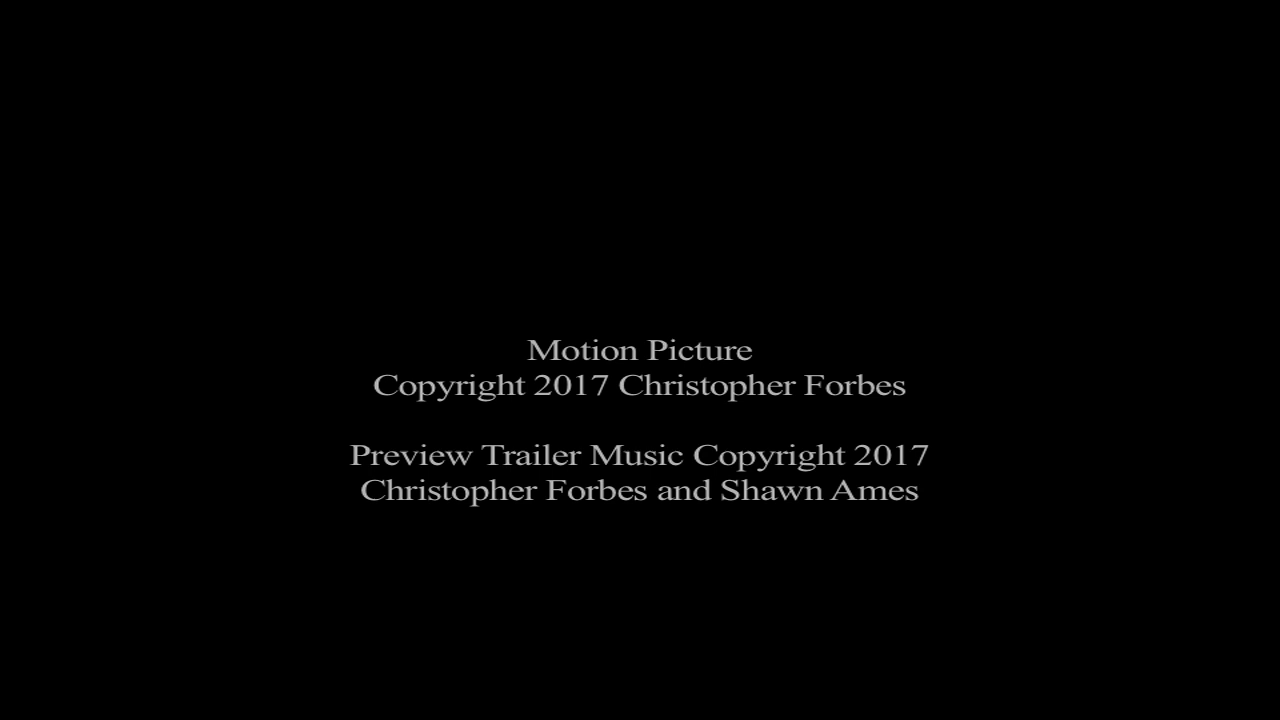 Motion Picture
Copyright 2017 Christopher Forbes
Preview Trailer Music Copyright 2017
Christopher Forbes and Shawn Ames